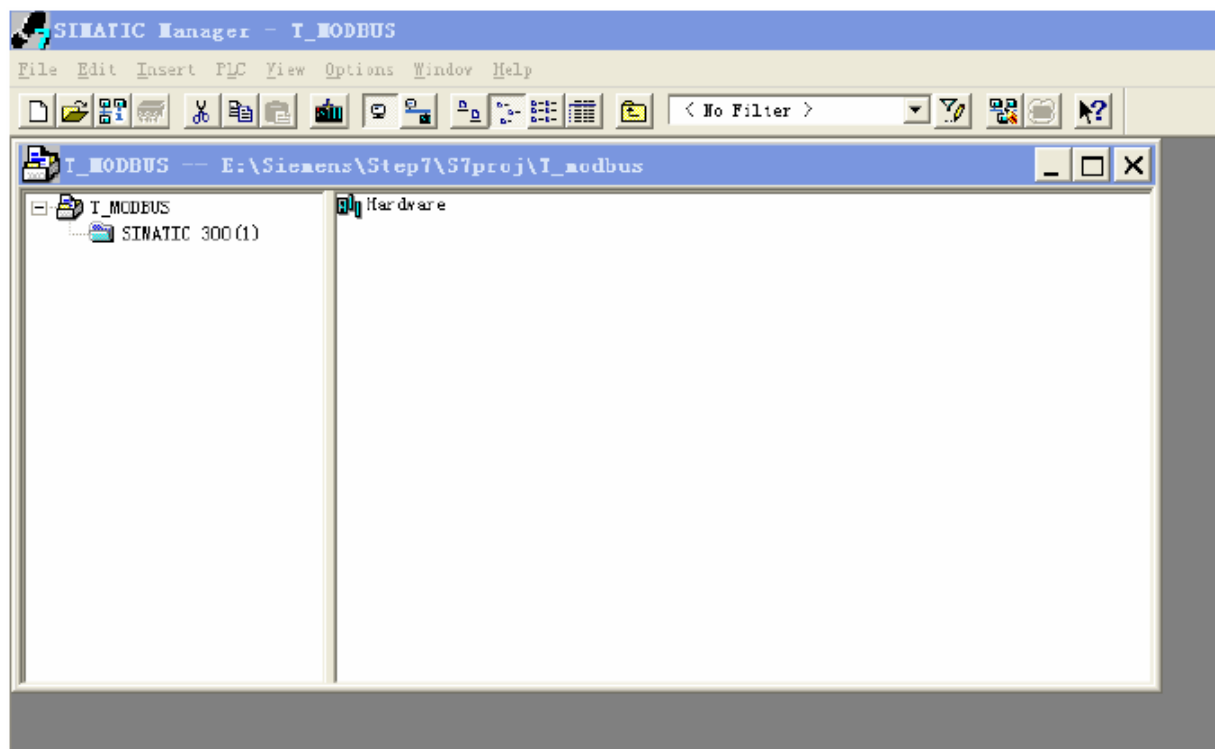 SIMATIC Manager - T_MODBUS
File Edit Insert PLC View Options Window Help
< No Filter >
T_MODBUS -- E:\Siemens\Step7\S7proj\T_modbus
T_MODBUS
Hardware
SIMATIC 300(1)